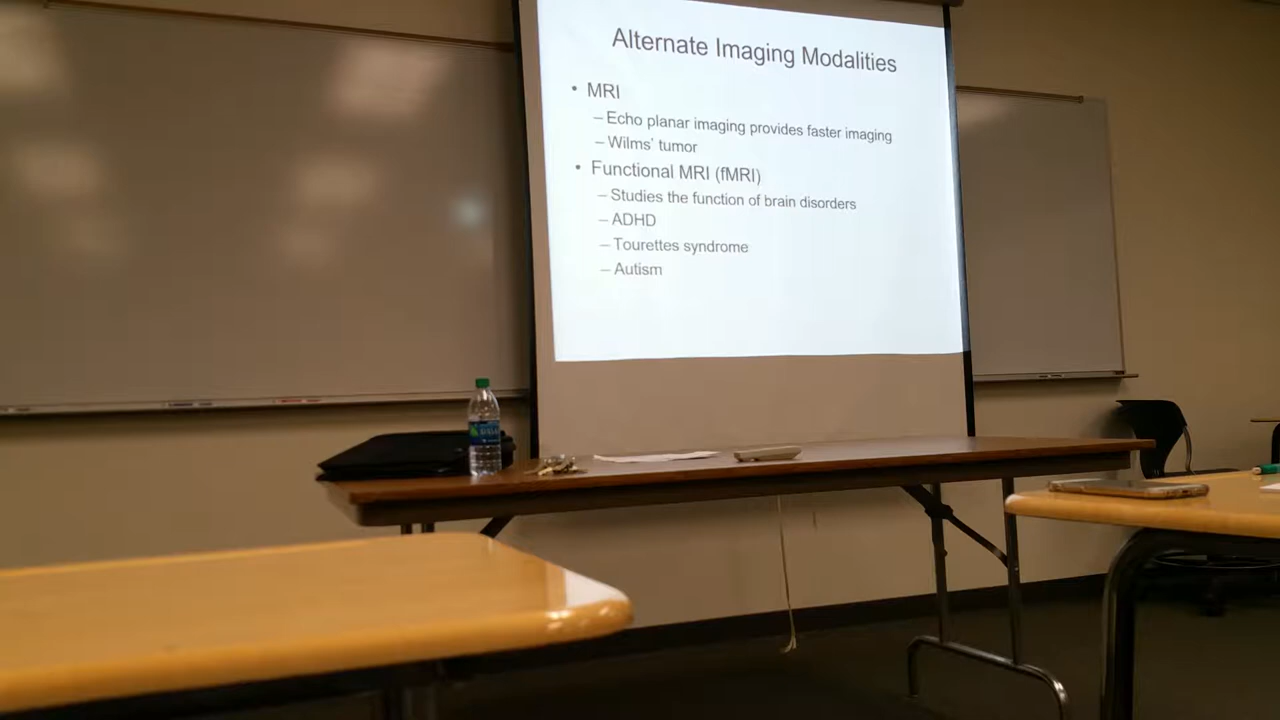 Alternate Imaging Modalities
• MRI
– Echo planar imaging provides faster imaging
– Wilms' tumor
• Functional MRI (fMRI)
– Studies the function of brain disorders
– ADHD
– Tourettes syndrome
– Autism